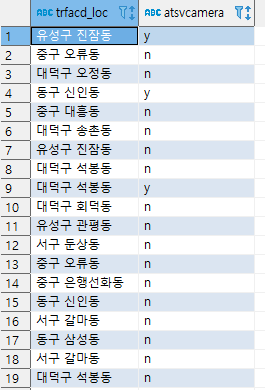 ABC trfacd_loc ABC atsvcamera
1 유성구 진잠동 y
2 중구 오류동 n
3 대덕구 오정동 n
4 동구 신인동 y
5 중구 대흥동 n
6 대덕구 송촌동 n
7 유성구 진잠동 n
8 대덕구 석봉동 n
9 대덕구 석봉동 y
10 대덕구 회덕동 n
11 유성구 관평동 n
12 서구 둔산동 n
13 중구 오류동 n
14 중구 은행선화동 n
15 동구 신인동 n
16 서구 갈마동 n
17 동구 삼성동 n
18 서구 갈마동 n
19 대덕구 석봉동 n